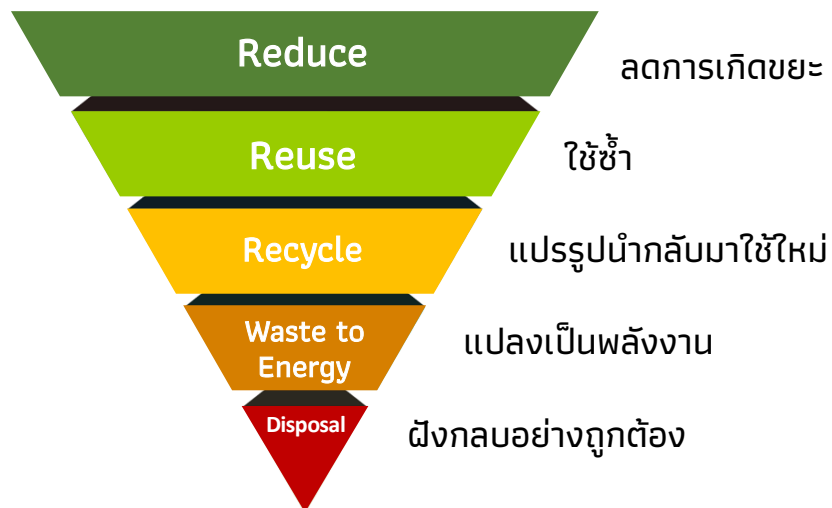 Reduce
ลดการเกิดขยะ
Reuse
ใช้ซ้ำ
Recycle
แปรรูปนำกลับมาใช้ใหม่
Waste to
Energy
แปลงเป็นพลังงาน
Disposal
ฝังกลบอย่างถูกต้อง